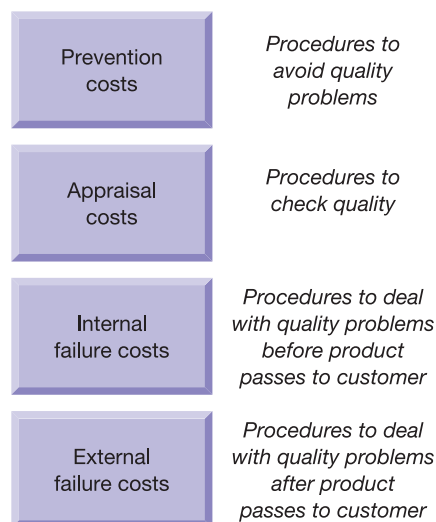 Prevention
costs
Procedures to
avoid quality
problems
Appraisal
costs
Procedures to
check quality
Internal
failure costs
Procedures to deal
with quality problems
before product
passes to customer
External
failure costs
Procedures to deal
with quality problems
after product
passes to customer